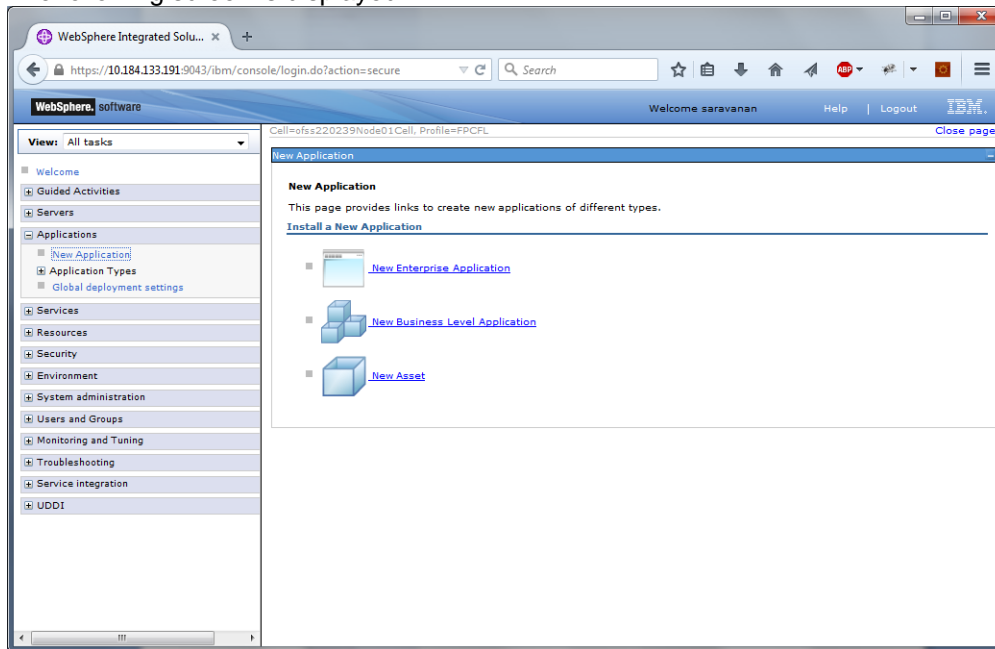 WebSphere Integrated Solu... × +
https://10.184.133.191:9043/ibm/console/login.do?action=secure Search ABP
WebSphere. software Welcome saravanan Help | Logout IBM.
View: All tasks
Cell=ofss220239Node01Cell, Profile=FPCFL Close page
New Application
Welcome
Guided Activities
Servers
Applications
New Application
Application Types
Global deployment settings
Services
Resources
Security
Environment
System administration
Users and Groups
Monitoring and Tuning
Troubleshooting
Service integration
UDDI
New Application
This page provides links to create new applications of different types.
Install a New Application
New Enterprise Application
New Business Level Application
New Asset